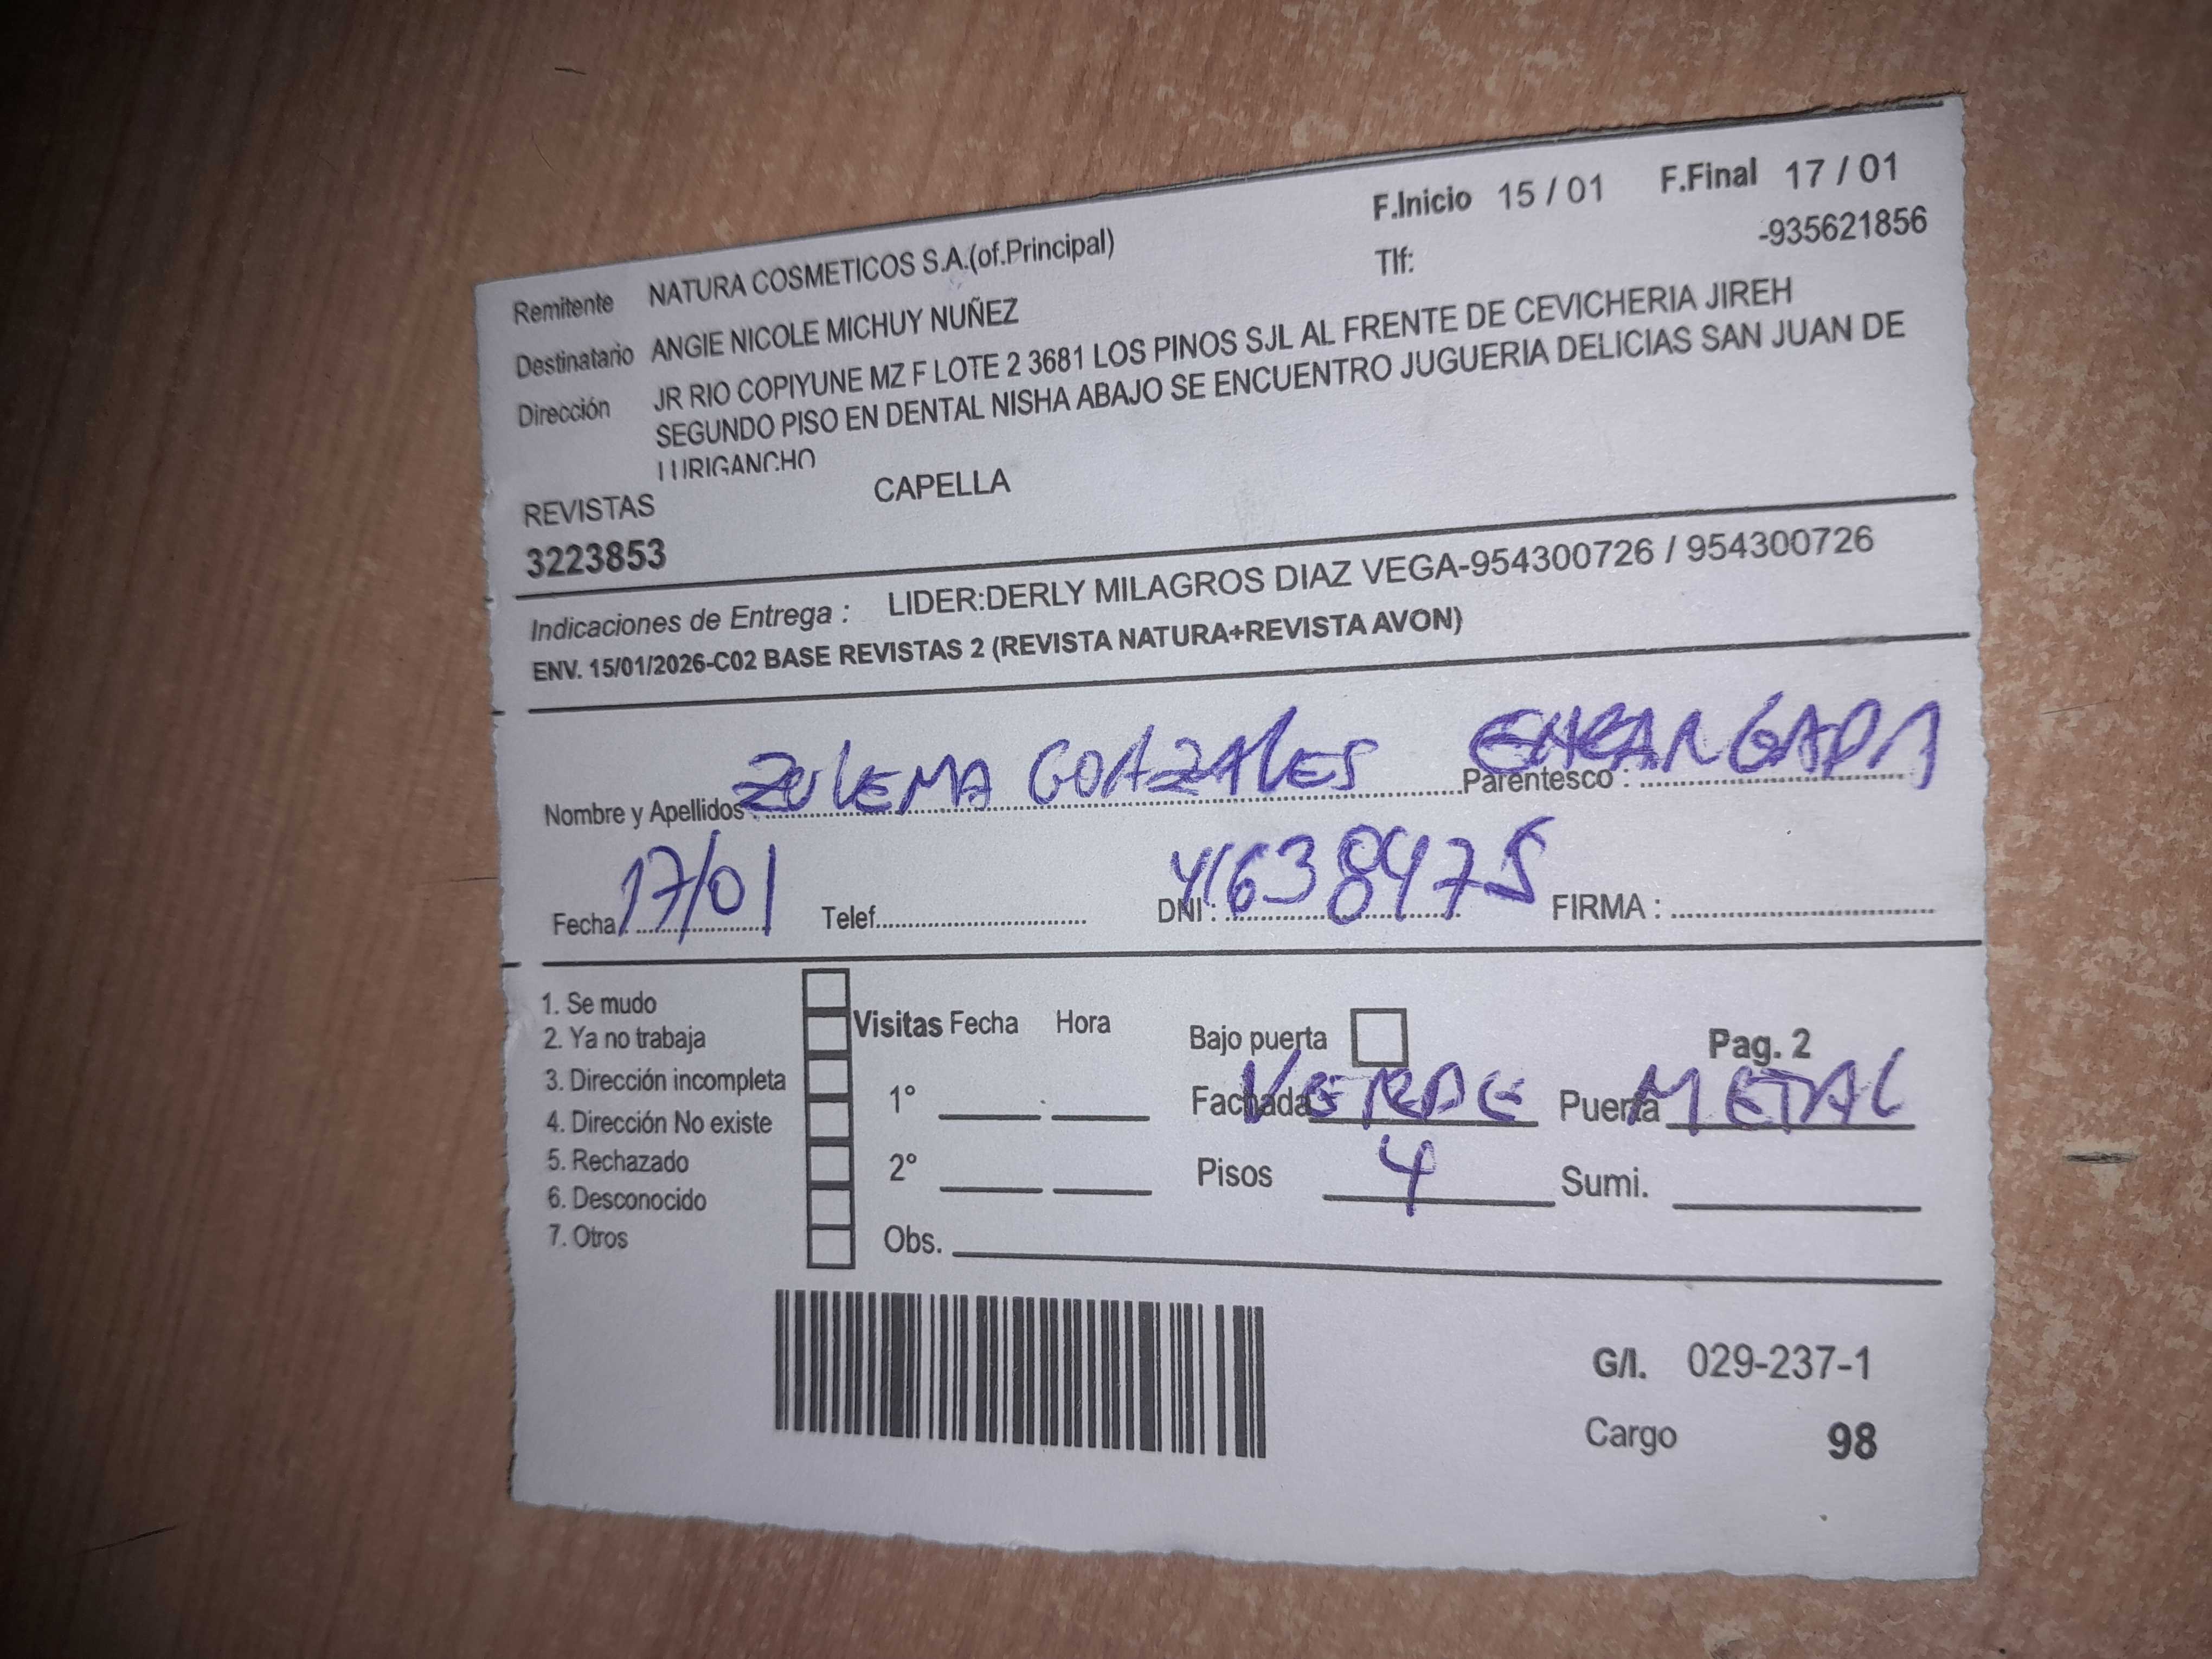 F.Inicio 15 / 01 F.Final 17 / 01
Remitente NATURA COSMETICOS S.A.(of.Principal) Tlf: -935621856
Destinatario ANGIE NICOLE MICHUY NUÑEZ
Dirección JR RIO COPIYUNE MZ F LOTE 2 3681 LOS PINOS SJL AL FRENTE DE CEVICHERIA JIREH
SEGUNDO PISO EN DENTAL NISHA ABAJO SE ENCUENTRO JUGUERIA DELICIAS SAN JUAN DE
LURIGANCHO
REVISTAS CAPELLA
3223853
Indicaciones de Entrega : LIDER:DERLY MILAGROS DIAZ VEGA-954300726 / 954300726
ENV. 15/01/2026-C02 BASE REVISTAS 2 (REVISTA NATURA+REVISTA AVON)
Nombre y Apellidos : ZULEMA GONZALES Parentesco : ENCARGADA
Fecha : 17/01 Telef. DNI : 41638475 FIRMA :
1. Se mudo
2. Ya no trabaja
3. Dirección incompleta
4. Dirección No existe
5. Rechazado
6. Desconocido
7. Otros
Visitas Fecha Hora
1°
2°
Obs.
Bajo puerta Pag. 2
Fachada VERDE Puerta METAL
Pisos 4 Sumi.
G/I. 029-237-1
Cargo 98